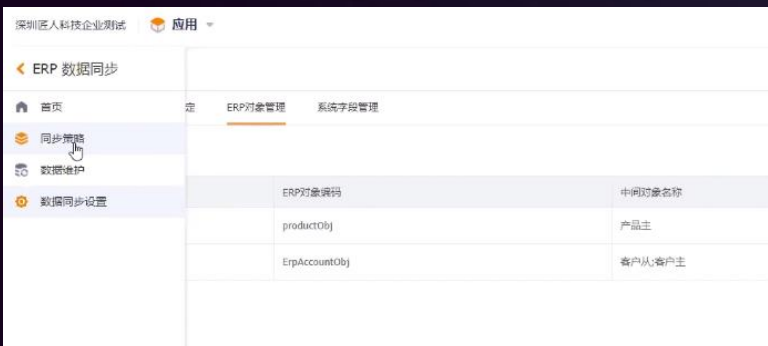 深圳匠人科技企业测试 应用
ERP 数据同步
首页
定 ERP对象管理 系统字段管理
同步策略
数据维护
ERP对象编码 中间对象名称
数据同步设置
productObj 产品主
ErpAccountObj 客户从;客户主